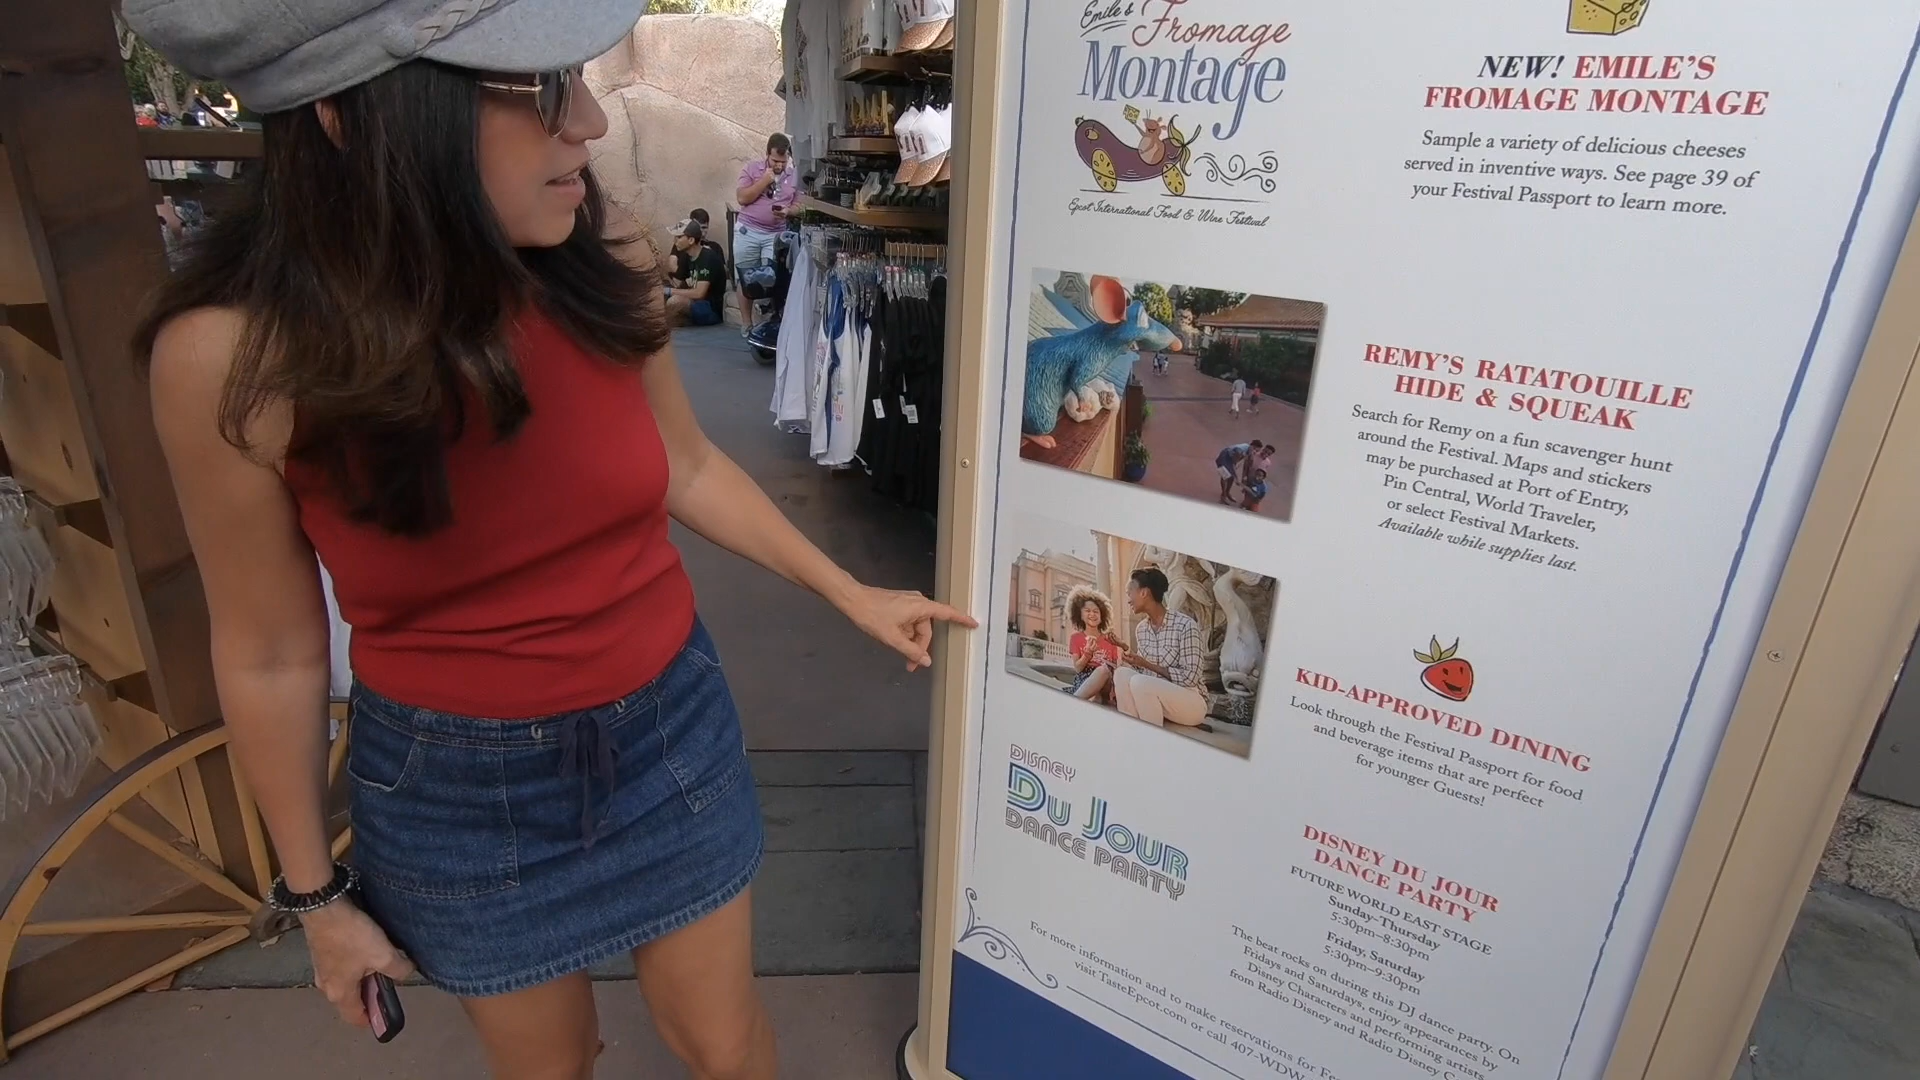 Emile's
Fromage
Montage
Epcot International Food & Wine Festival
NEW! EMILE'S
FROMAGE MONTAGE
Sample a variety of delicious cheeses
served in inventive ways. See page 39 of
your Festival Passport to learn more.
REMY'S RATATOUILLE
HIDE & SQUEAK
Search for Remy on a fun scavenger hunt
around the Festival. Maps and stickers
may be purchased at Port of Entry,
Pin Central, World Traveler,
or select Festival Markets.
Available while supplies last.
KID-APPROVED DINING
Look through the Festival Passport for food
and beverage items that are perfect
for younger Guests!
DISNEY
DU JOUR
DANCE PARTY
DISNEY DU JOUR
DANCE PARTY
FUTURE WORLD EAST STAGE
Sunday–Thursday
5:30pm–8:30pm
Friday, Saturday
5:30pm–9:30pm
The beat rocks on during this DJ dance party. On
Fridays and Saturdays, enjoy appearances by
Disney Characters and performing artists
from Radio Disney and Radio Disney
For more information and to make reservations for
visit TasteEpcot.com or call 407-WDW-